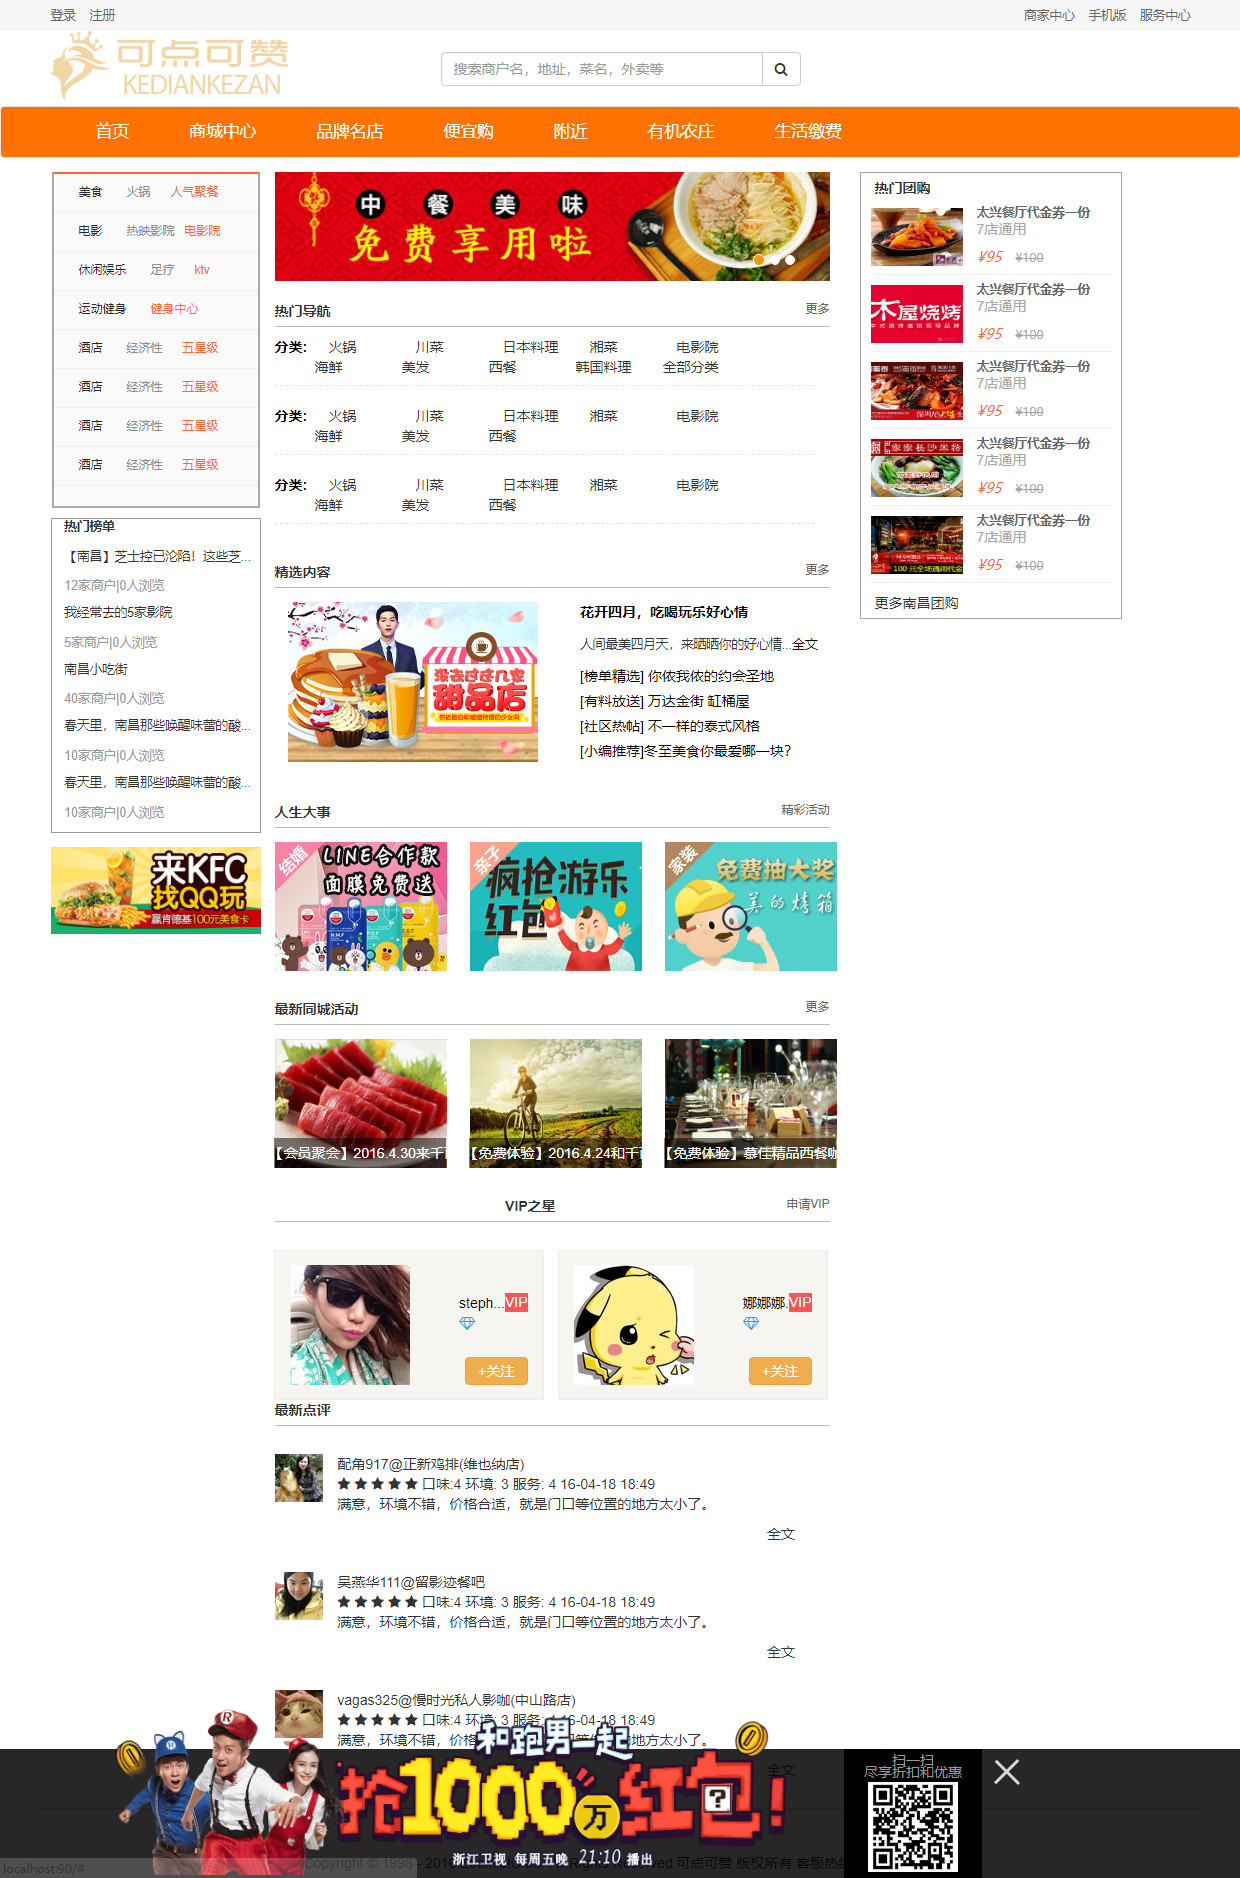 登录 注册 商家中心 手机版 服务中心
可点可赞
KEDIANKEZAN
搜索商户名，地址，菜名，外卖等
首页 商城中心 品牌名店 便宜购 附近 有机农庄 生活缴费
美食 火锅 人气聚餐
电影 热映影院 电影院
休闲娱乐 足疗 ktv
运动健身 健身中心
酒店 经济性 五星级
酒店 经济性 五星级
酒店 经济性 五星级
酒店 经济性 五星级
热门榜单
【南昌】芝士控已沦陷！这些芝...
12家商户|0人浏览
我经常去的5家影院
5家商户|0人浏览
南昌小吃街
40家商户|0人浏览
春天里，南昌那些唤醒味蕾的酸...
10家商户|0人浏览
春天里，南昌那些唤醒味蕾的酸...
10家商户|0人浏览
来KFC
找QQ玩
赢肯德基100元美食卡
中餐美味
免费享用啦
热门导航 更多
分类： 火锅 川菜 日本料理 湘菜 电影院
海鲜 美发 西餐 韩国料理 全部分类
分类： 火锅 川菜 日本料理 湘菜 电影院
海鲜 美发 西餐
分类： 火锅 川菜 日本料理 湘菜 电影院
海鲜 美发 西餐
精选内容 更多
没去过这几家
甜品店
花开四月，吃喝玩乐好心情
人间最美四月天，来晒晒你的好心情...全文
[榜单精选] 你侬我侬的约会圣地
[有料放送] 万达金街 缸桶屋
[社区热帖] 不一样的泰式风格
[小编推荐]冬至美食你最爱哪一块？
人生大事 精彩活动
结婚
LINE合作款
面膜免费送
亲子
疯抢游乐
红包
家装
免费抽大奖
美的烤箱
最新同城活动 更多
【会员聚会】2016.4.30来千
【免费体验】2016.4.24和千
【免费体验】慕佳精品西餐咖
VIP之星 申请VIP
steph...VIP
+关注
娜娜娜.VIP
+关注
最新点评
配角917@正新鸡排(维也纳店)
口味:4 环境: 3 服务: 4 16-04-18 18:49
满意，环境不错，价格合适，就是门口等位置的地方太小了。
全文
吴燕华111@留影迹餐吧
口味:4 环境: 3 服务: 4 16-04-18 18:49
满意，环境不错，价格合适，就是门口等位置的地方太小了。
全文
vagas325@慢时光私人影咖(中山路店)
口味:4 环境: 3 服务: 4 16-04-18 18:49
满意，环境不错，价格合适，就是门口等位置的地方太小了。
全文
热门团购
太兴餐厅代金券一份
7店通用
¥95 ¥100
木屋烧烤
太兴餐厅代金券一份
7店通用
¥95 ¥100
太兴餐厅代金券一份
7店通用
¥95 ¥100
太兴餐厅代金券一份
7店通用
¥95 ¥100
100 元全场通用代金
太兴餐厅代金券一份
7店通用
¥95 ¥100
更多南昌团购
和跑男一起
抢1000万红包!
浙江卫视 每周五晚 21:10 播出
扫一扫
尽享折扣和优惠
localhost:90/#
Copyright © 1998 - 2016 Rights Reserved 可点可赞 版权所有 客服热线